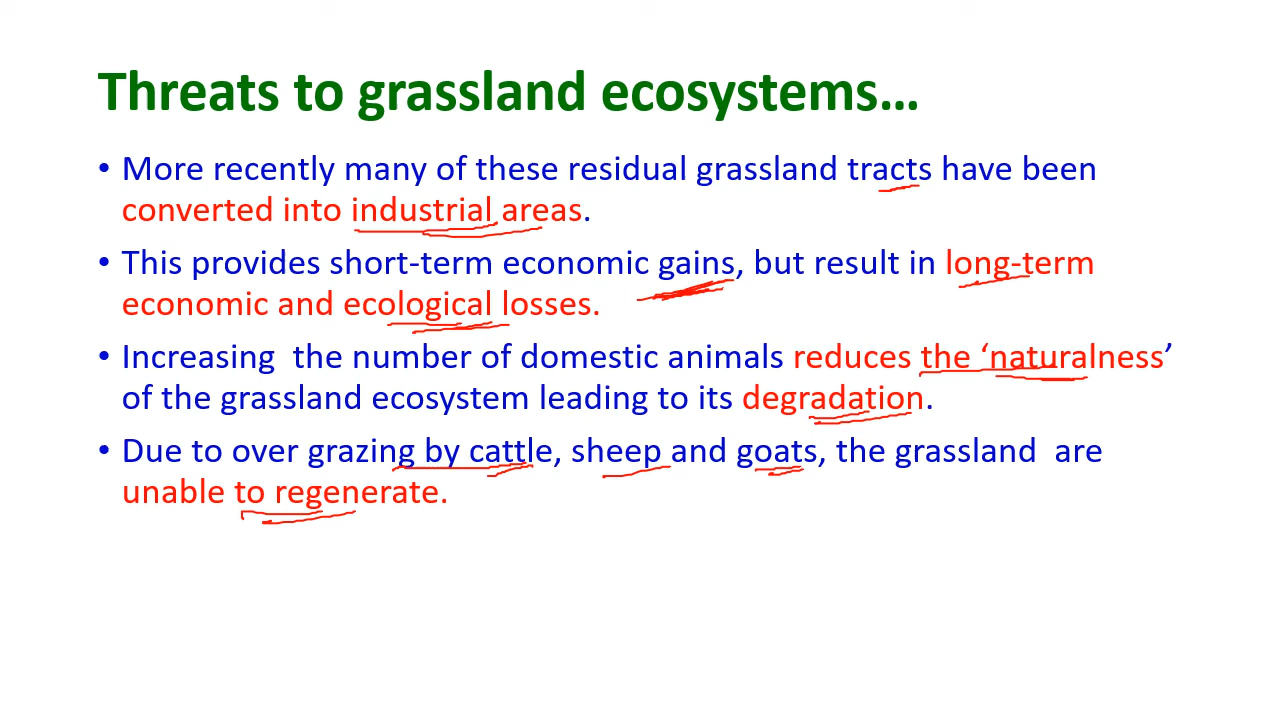 Threats to grassland ecosystems...
• More recently many of these residual grassland tracts have been
converted into industrial areas.
• This provides short-term economic gains, but result in long-term
economic and ecological losses.
• Increasing  the number of domestic animals reduces the ‘naturalness’
of the grassland ecosystem leading to its degradation.
• Due to over grazing by cattle, sheep and goats, the grassland  are
unable to regenerate.